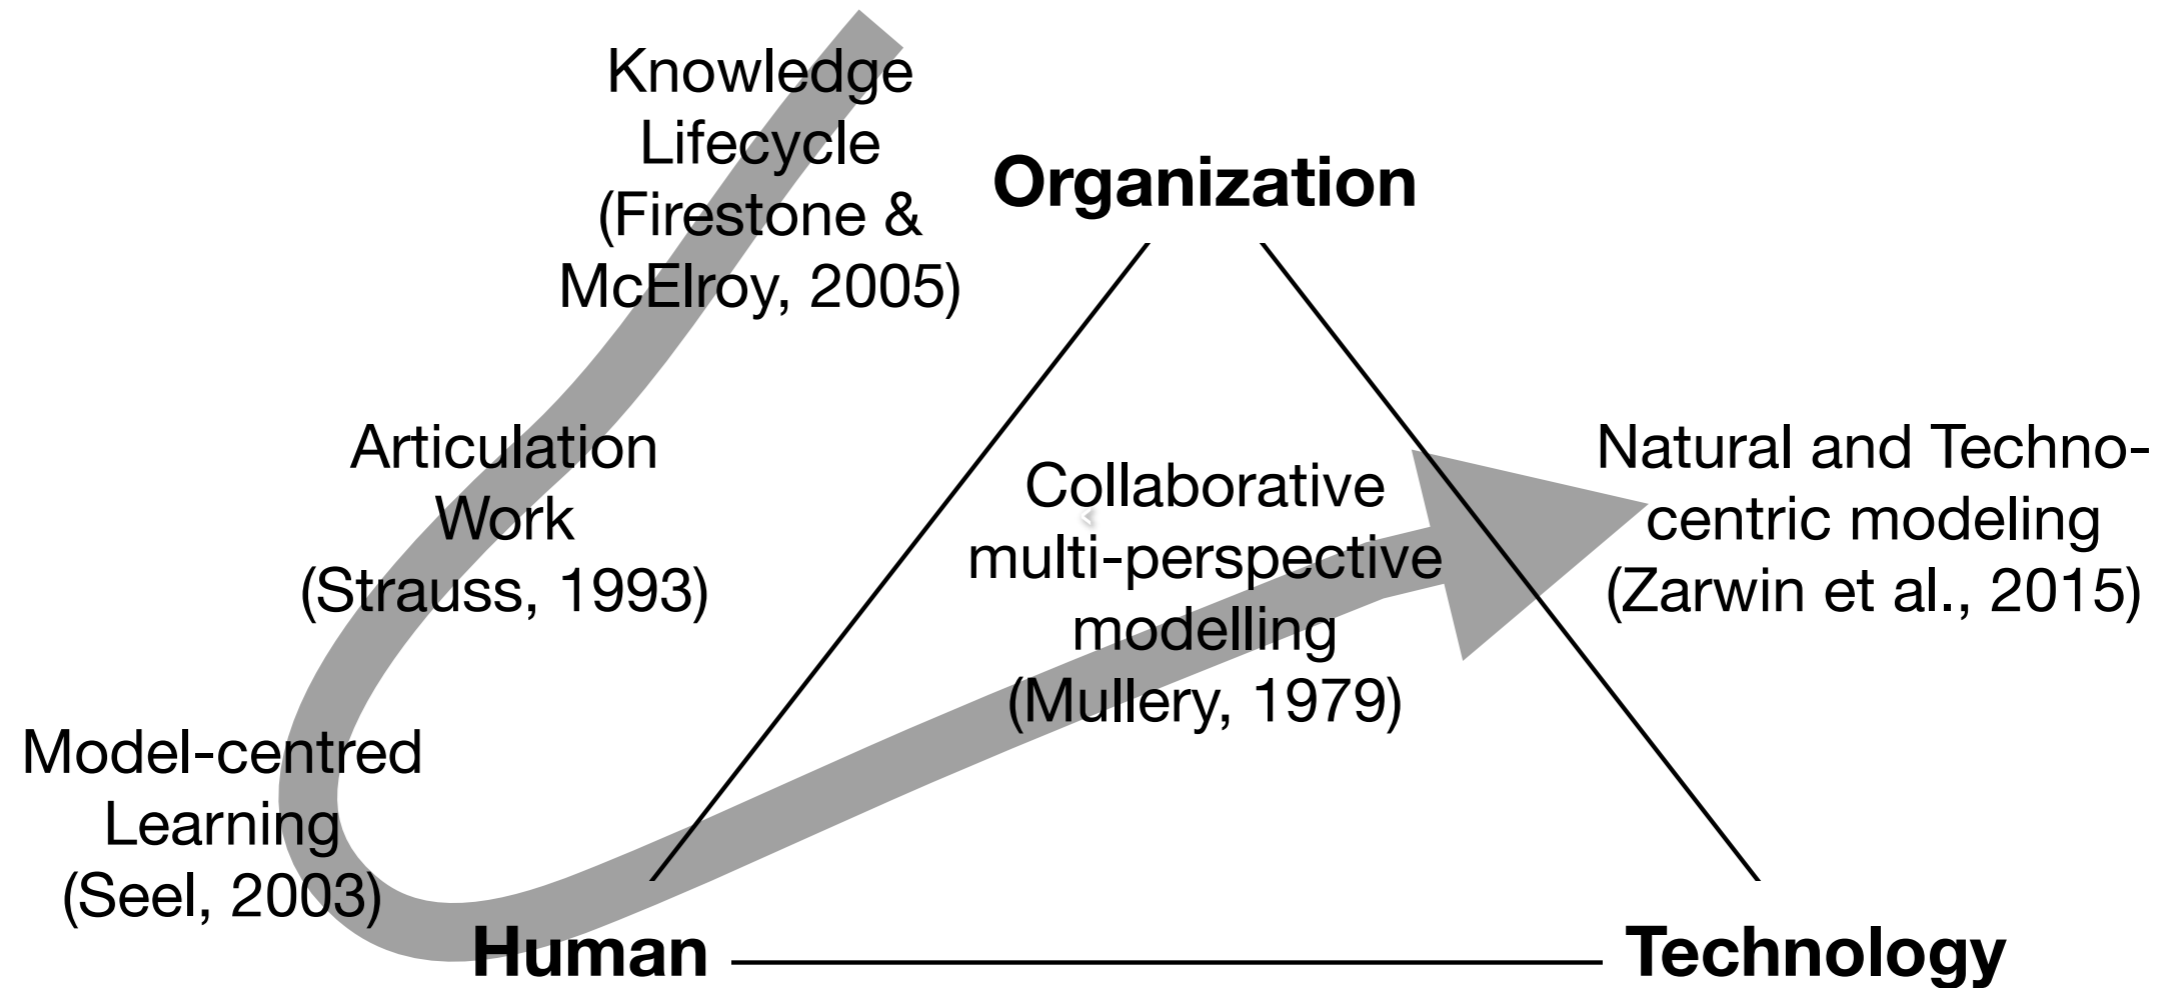 Knowledge
Lifecycle
(Firestone &
McElroy, 2005)
Organization
Articulation
Work
(Strauss, 1993)
Collaborative
multi-perspective
modelling
(Mullery, 1979)
Natural and Techno-
centric modeling
(Zarwin et al., 2015)
Model-centred
Learning
(Seel, 2003)
Human
Technology